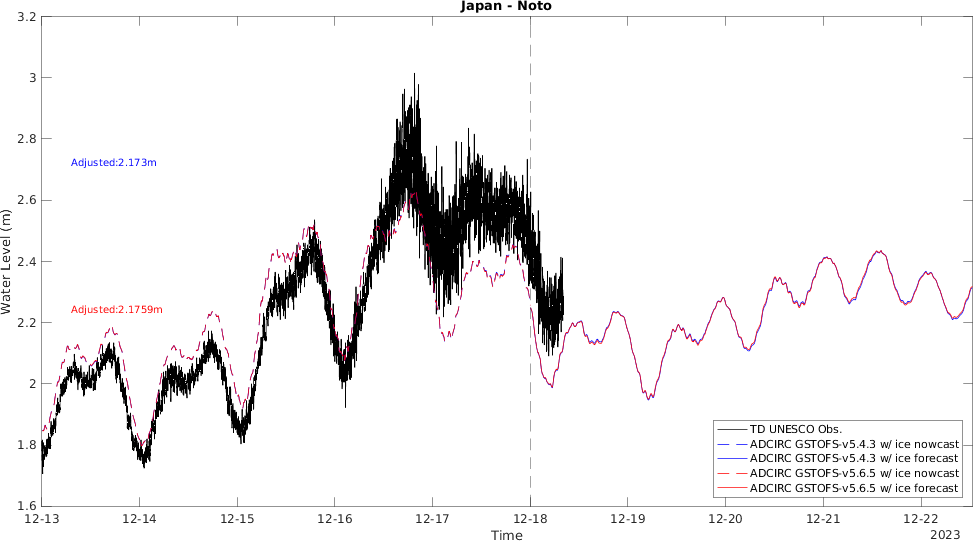 Japan - Noto
3.2
3
2.8
2.6
2.4
2.2
2
1.8
1.6
Water Level (m)
Adjusted:2.173m
Adjusted:2.1759m
TD UNESCO Obs.
ADCIRC GSTOFS-v5.4.3 w/ ice nowcast
ADCIRC GSTOFS-v5.4.3 w/ ice forecast
ADCIRC GSTOFS-v5.6.5 w/ ice nowcast
ADCIRC GSTOFS-v5.6.5 w/ ice forecast
12-13 12-14 12-15 12-16 12-17 12-18 12-19 12-20 12-21 12-22
Time
2023